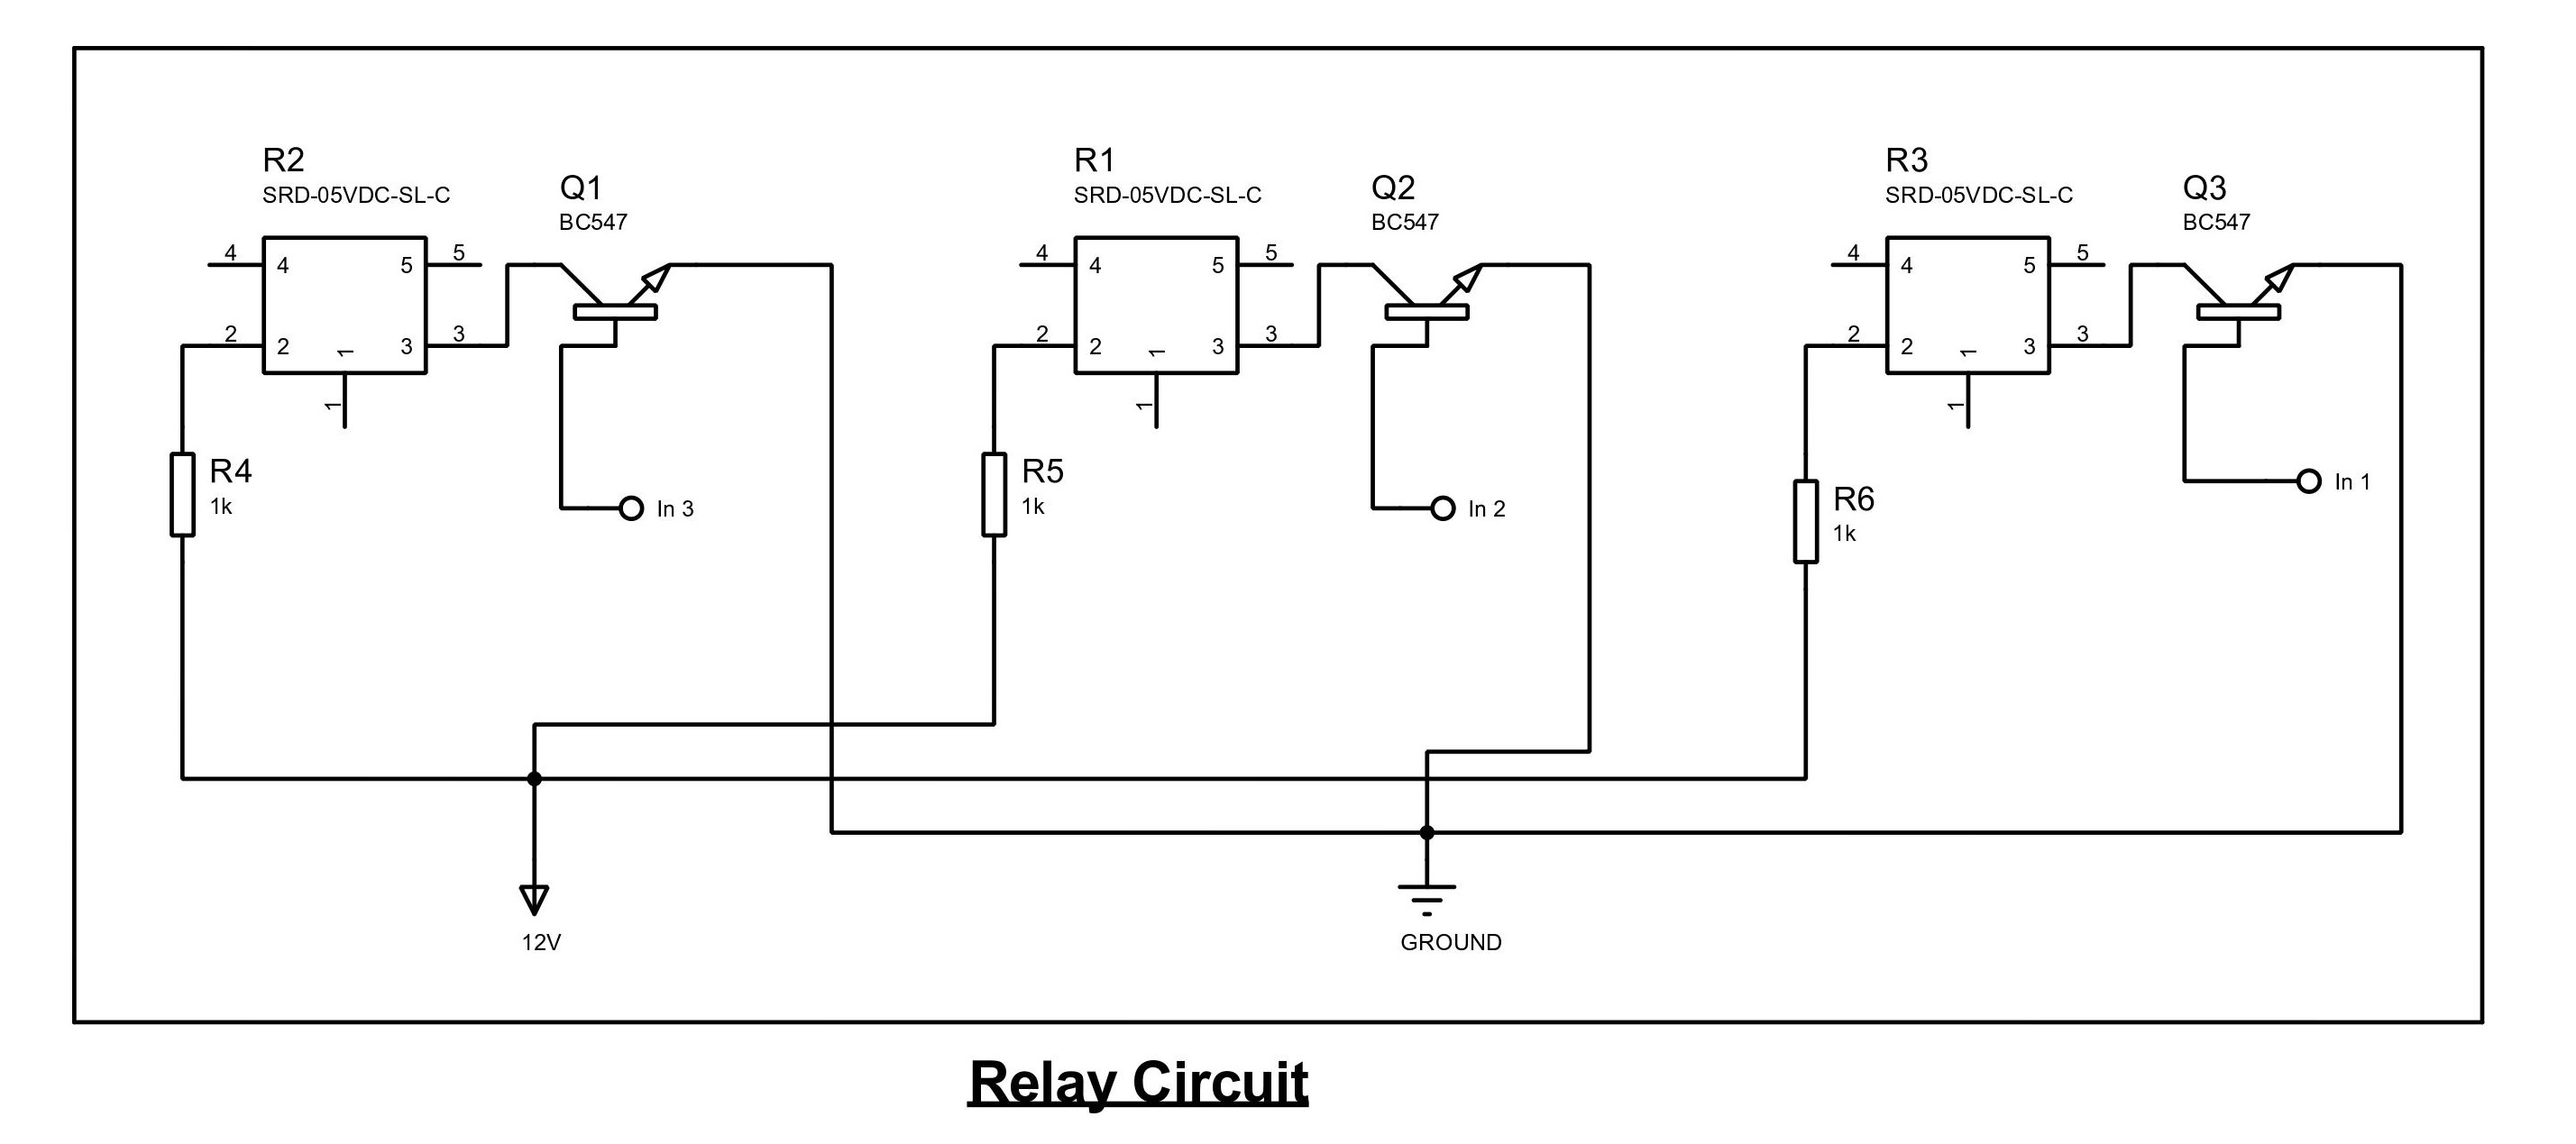 R2
SRD-05VDC-SL-C
Q1
BC547
4
4
5
5
2
2
1
3
3
1
R4
1k
In 3
R1
SRD-05VDC-SL-C
Q2
BC547
4
4
5
5
2
2
1
3
3
1
R5
1k
In 2
R3
SRD-05VDC-SL-C
Q3
BC547
4
4
5
5
2
2
1
3
3
1
R6
1k
In 1
12V
GROUND
Relay Circuit